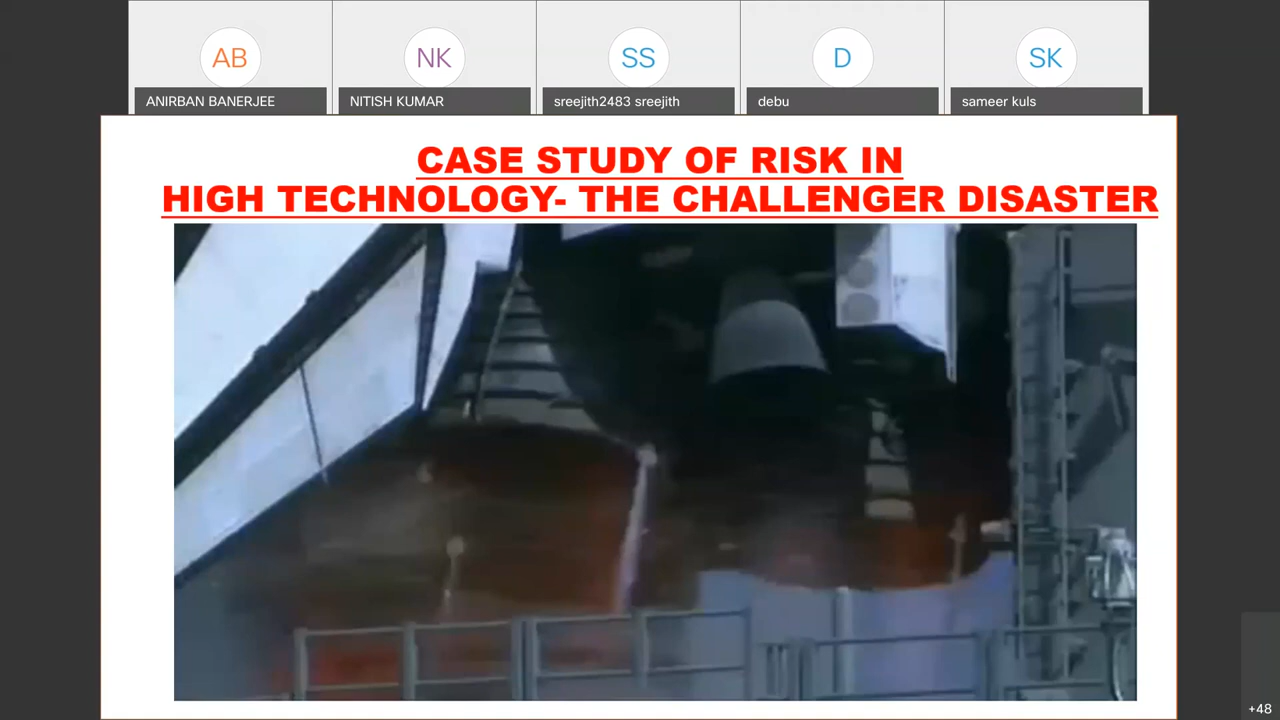 AB
NK
SS
D
SK
ANIRBAN BANERJEE
NITISH KUMAR
sreejith2483 sreejith
debu
sameer kuls
CASE STUDY OF RISK IN
HIGH TECHNOLOGY- THE CHALLENGER DISASTER
+48